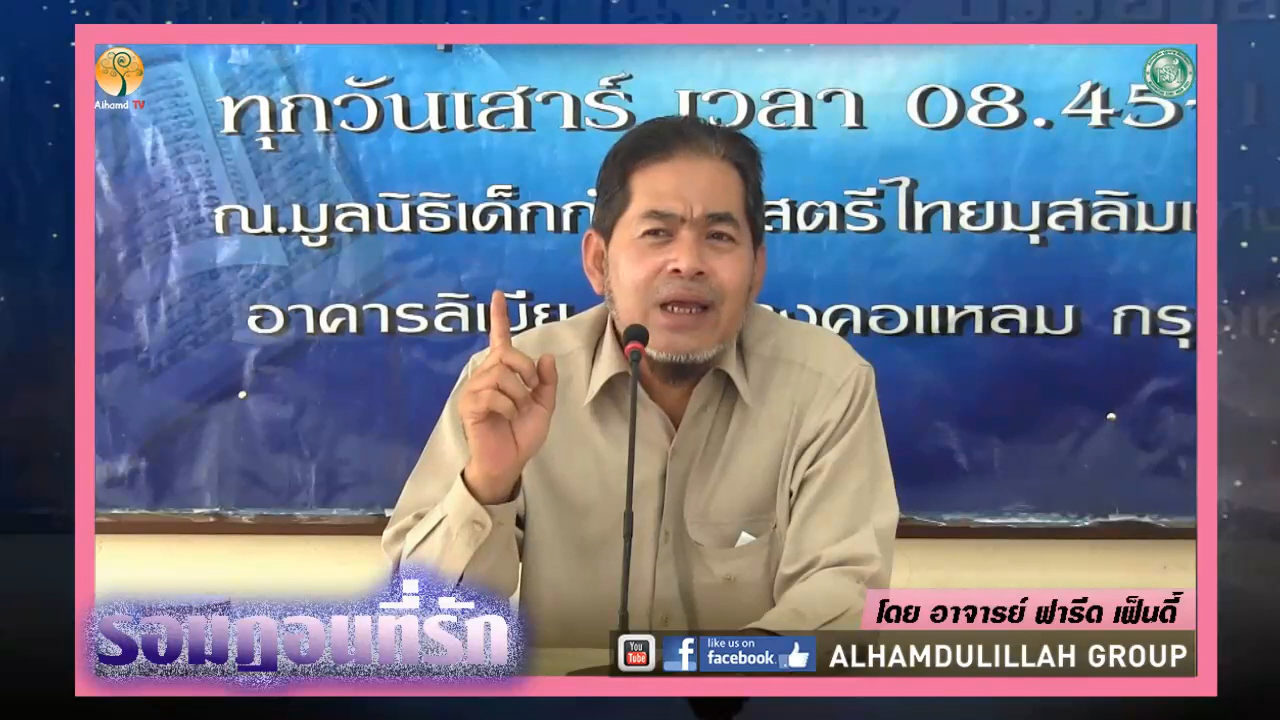 Alhamd TV
ทุกวันเสาร์ เวลา 08.45-
ณ.มูลนิธิเด็ก สตรีไทยมุสลิม
อาคารลิเบีย คอแหลม กรุ
รอมฎอนที่รัก
โดย อาจารย์ ฟารีด เฟ็นดี้
You
Tube
like us on
facebook.
ALHAMDULILLAH GROUP